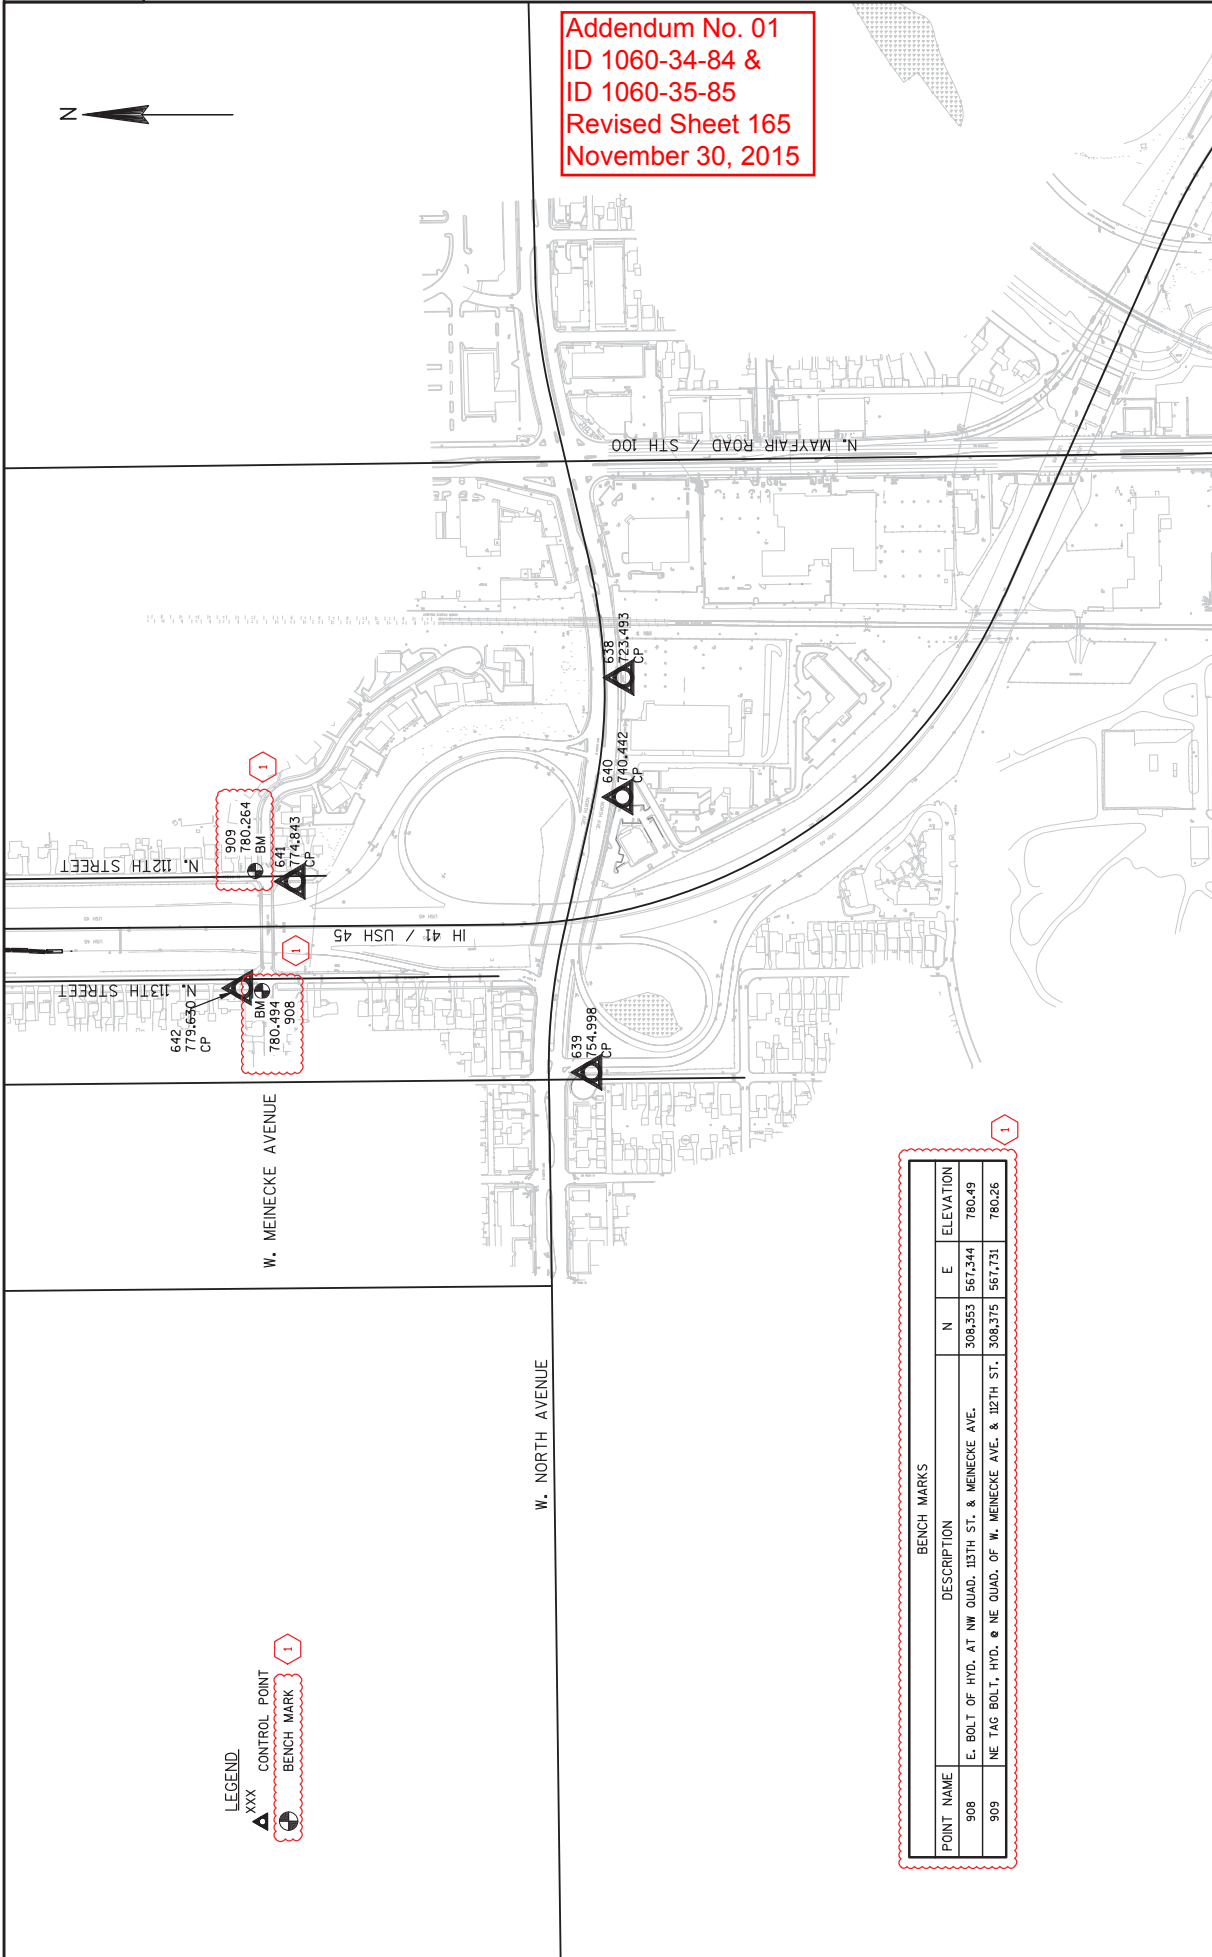 Addendum No. 01
ID 1060-34-84 &
ID 1060-35-85
Revised Sheet 165
November 30, 2015
N
N. MAYFAIR ROAD / STH 100
638
723.493
CP
640
740.442
CP
1
909
780.264
BM
641
774.843
CP
N. 112TH STREET
IH 41 / USH 45
USH 45
USH 45
1
N. 113TH STREET
642
779.630
CP
BM
780.494
908
639
754.998
CP
W. MEINECKE AVENUE
W. NORTH AVENUE
LEGEND
XXX
CONTROL POINT
BENCH MARK
1
1
BENCH MARKS
POINT NAME DESCRIPTION N E ELEVATION
908 E. BOLT OF HYD. AT NW QUAD. 113TH ST. & MEINECKE AVE. 308,353 567,344 780.49
909 NE TAG BOLT, HYD. @ NE QUAD. OF W. MEINECKE AVE. & 112TH ST. 308,375 567,731 780.26